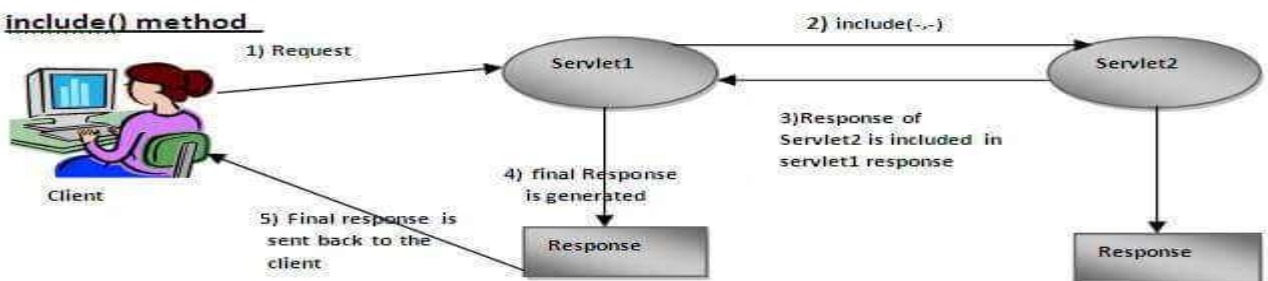 include() method
1) Request
2) include(-,-)
Servlet1
Servlet2
3)Response of
Servlet2 is included in
servlet1 response
4) final Response
is generated
Client
5) Final response is
sent back to the
client
Response
Response